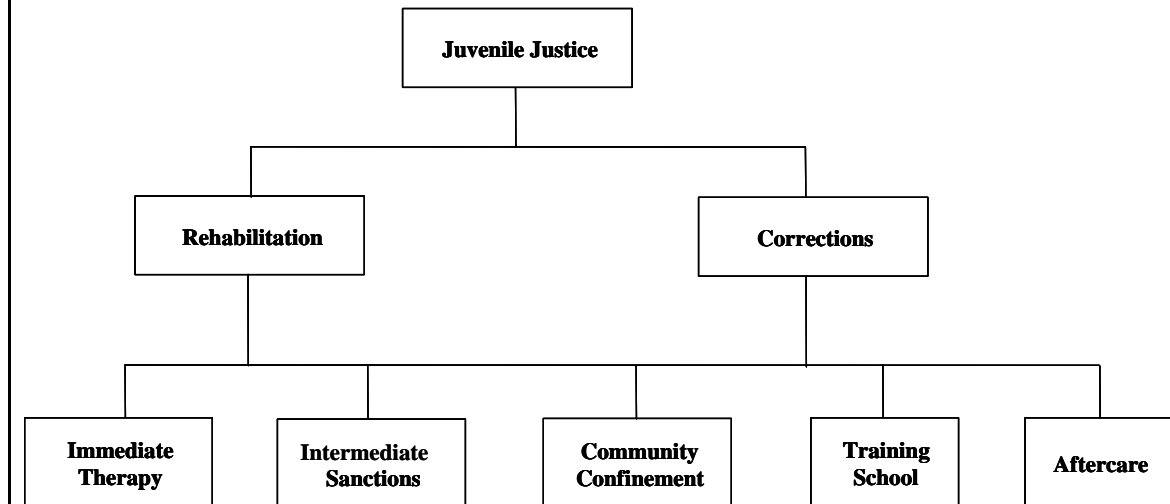 Juvenile Justice
Rehabilitation
Corrections
Immediate
Therapy
Intermediate
Sanctions
Community
Confinement
Training
School
Aftercare